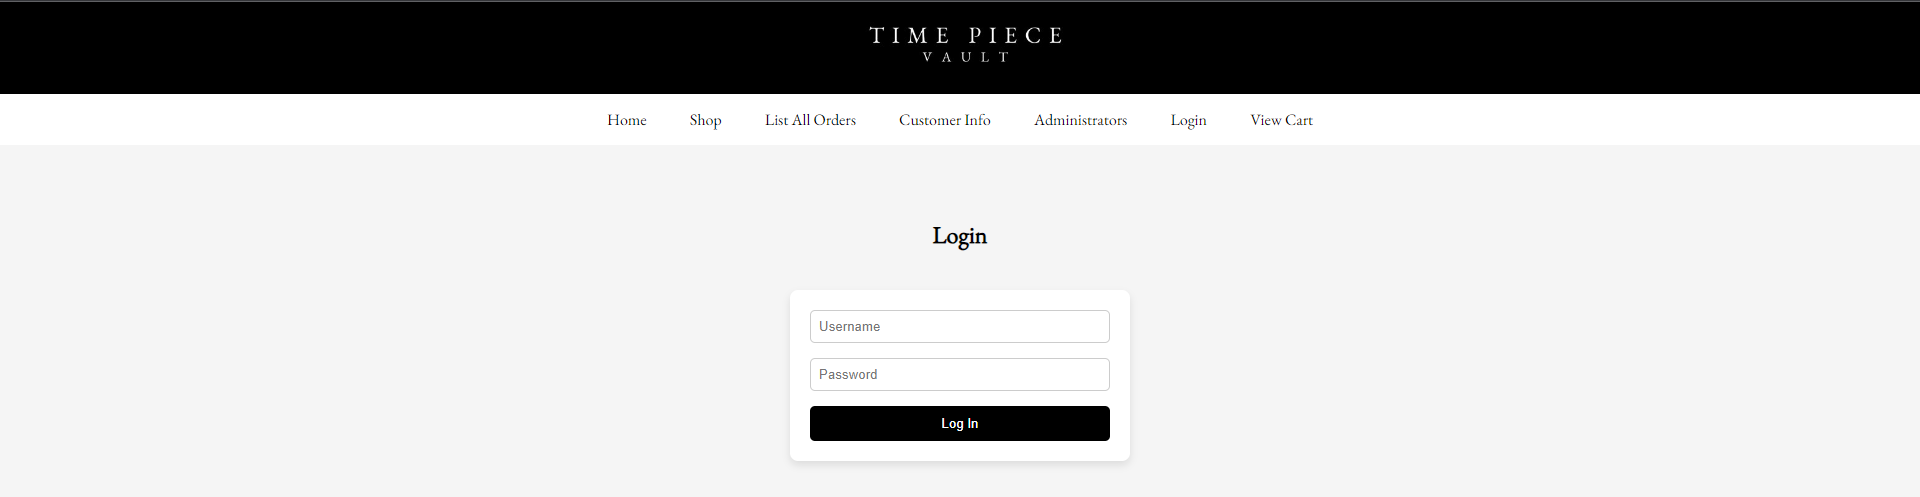 TIME PIECE
VAULT
Home Shop List All Orders Customer Info Administrators Login View Cart
Login
Username
Password
Log In